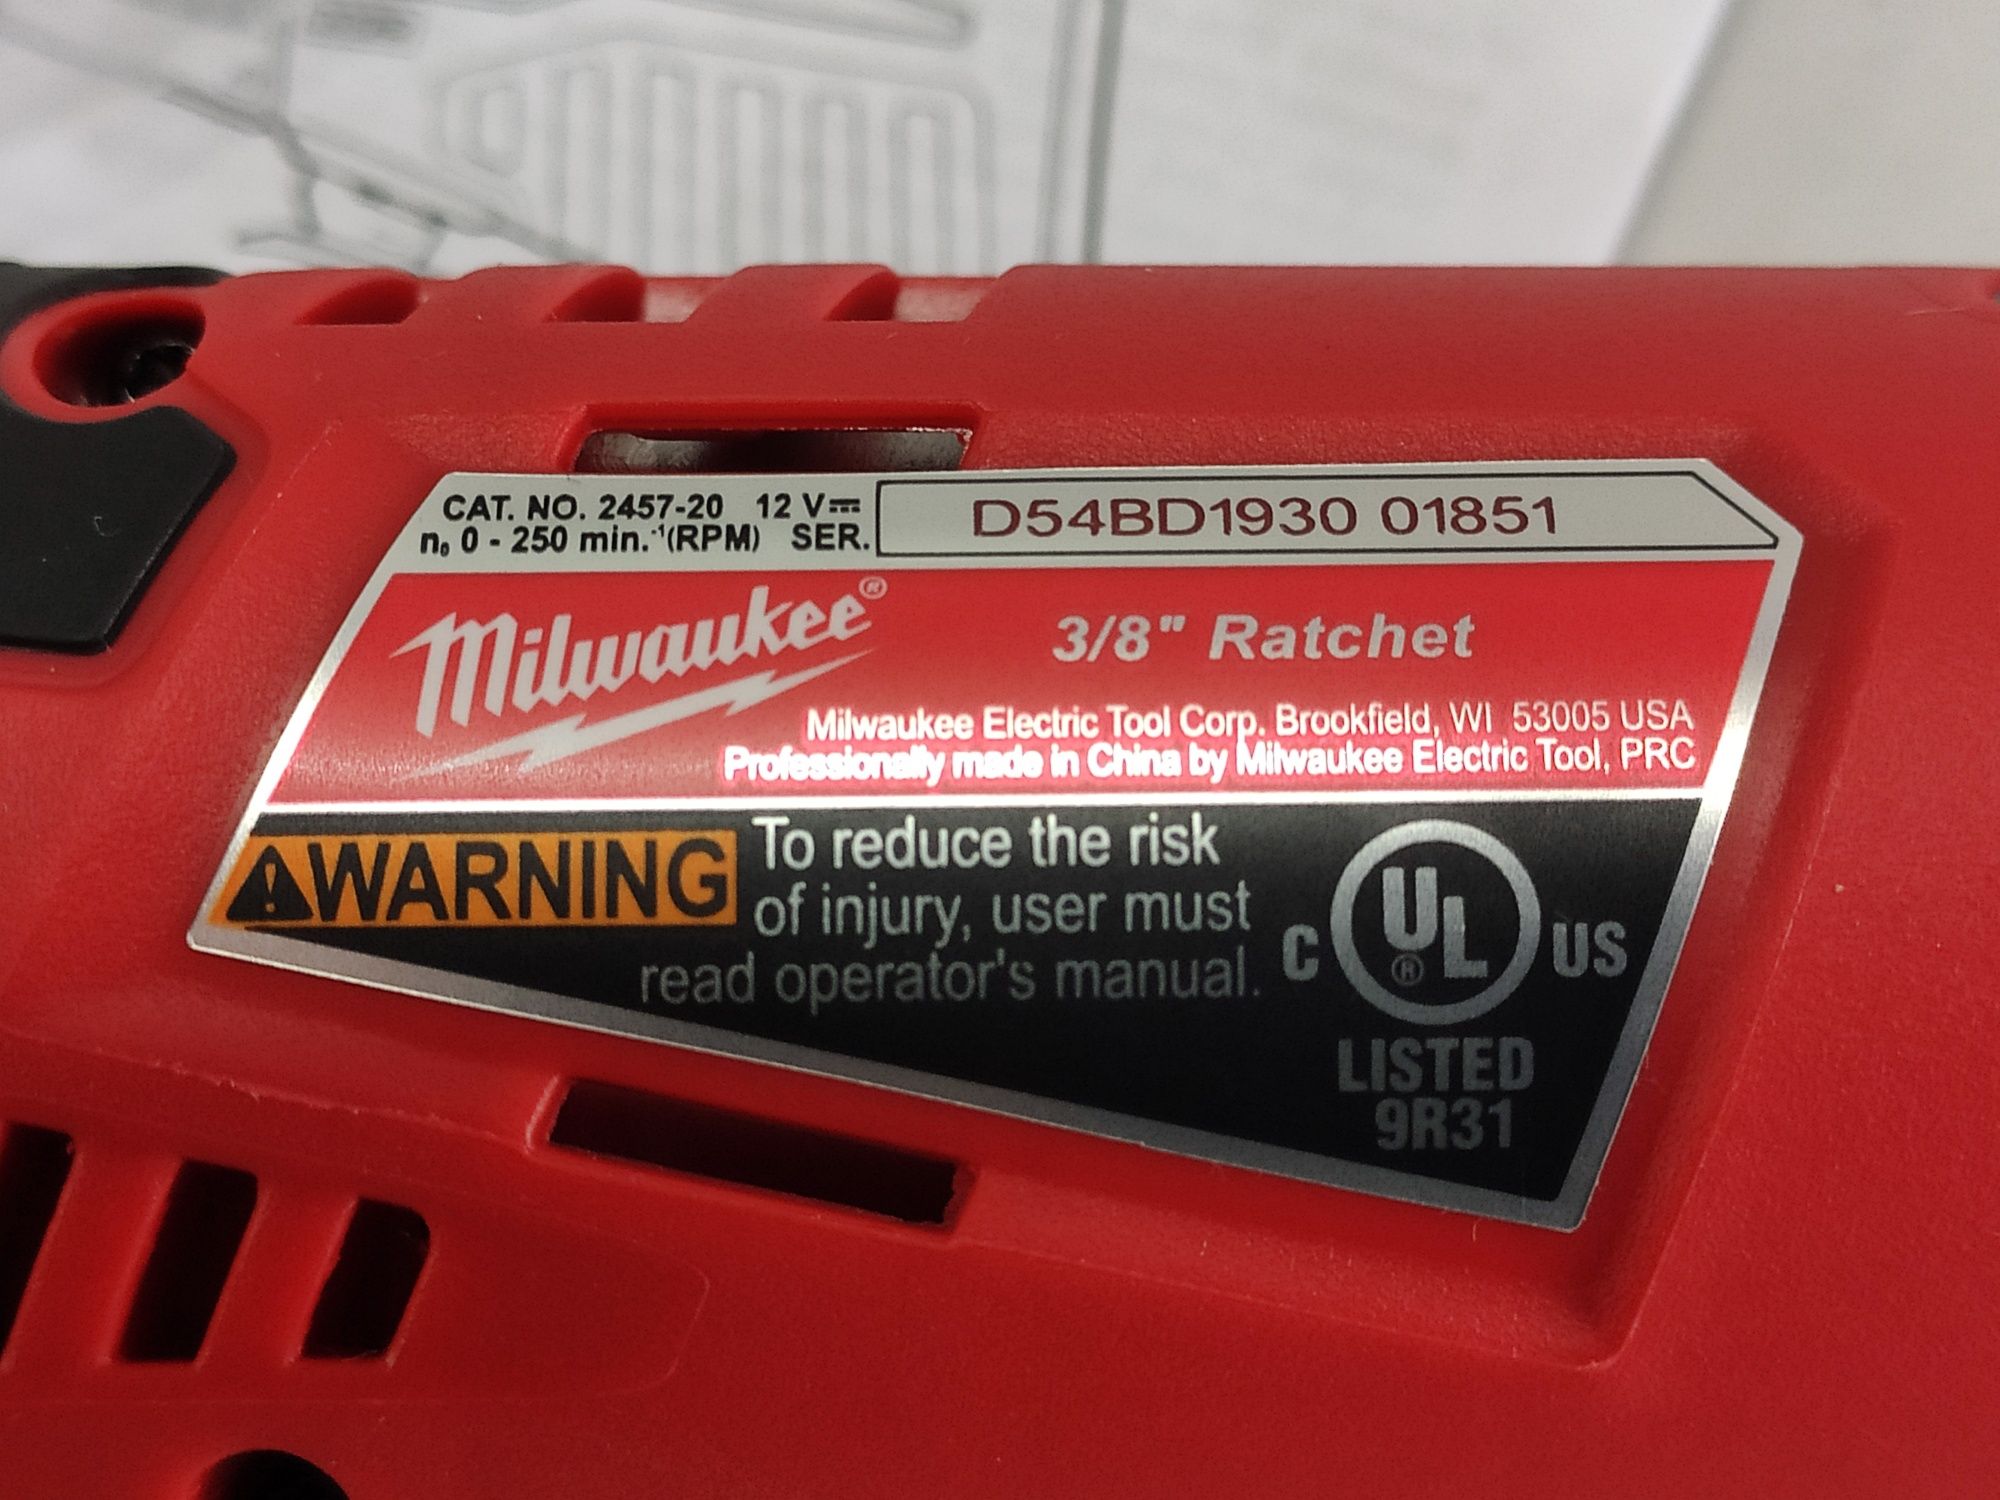 CAT. NO. 2457-20 12 V⎓
n₀ 0 - 250 min.⁻¹(RPM) SER. D54BD1930 01851
Milwaukee®
3/8" Ratchet
Milwaukee Electric Tool Corp. Brookfield, WI 53005 USA
Professionally made in China by Milwaukee Electric Tool, PRC
WARNING To reduce the risk
of injury, user must
read operator's manual.
C UL® US
LISTED
9R31